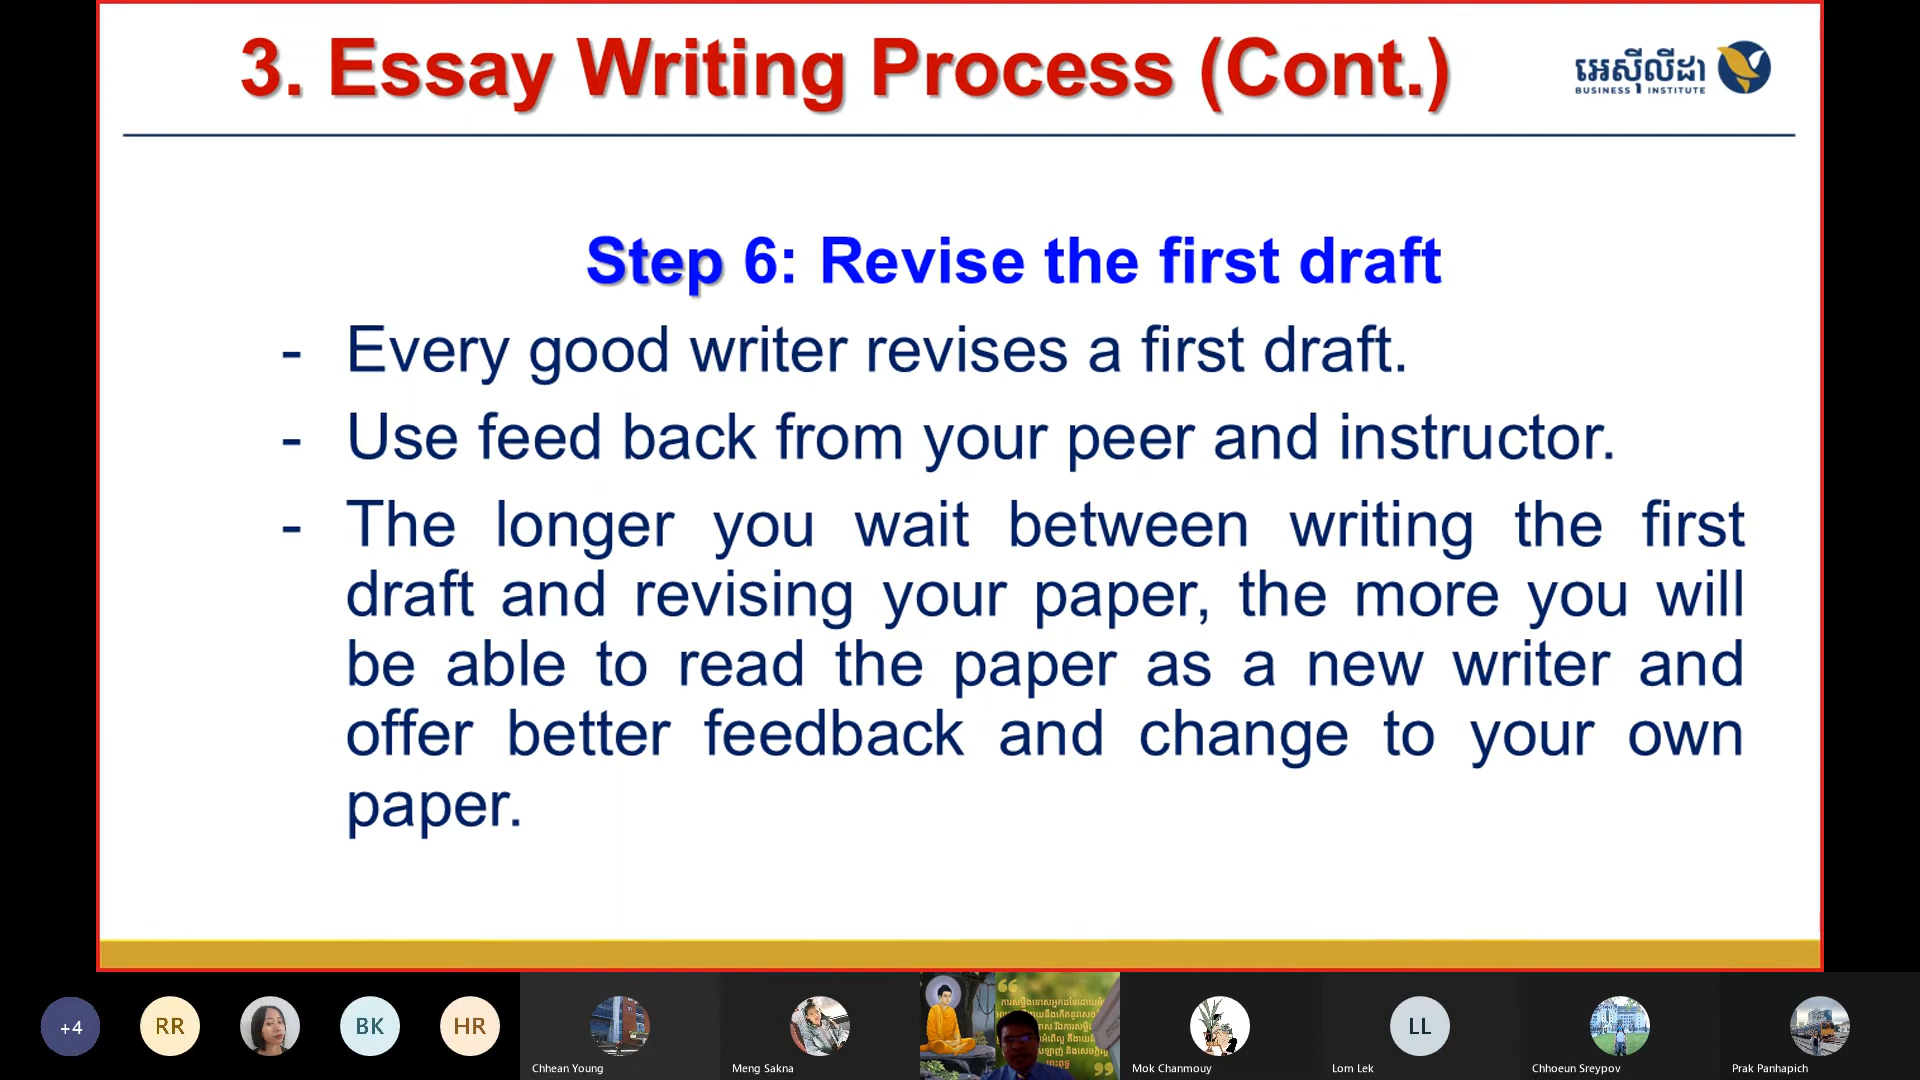 3. Essay Writing Process (Cont.)
អេស៊ីលីដា
BUSINESS INSTITUTE
Step 6: Revise the first draft
- Every good writer revises a first draft.
- Use feed back from your peer and instructor.
- The longer you wait between writing the first
draft and revising your paper, the more you will
be able to read the paper as a new writer and
offer better feedback and change to your own
paper.
+4
RR
BK
HR
LL
Chhean Young
Meng Sakna
Mok Chanmouy
Lom Lek
Chhoeun Sreypov
Prak Panhapich